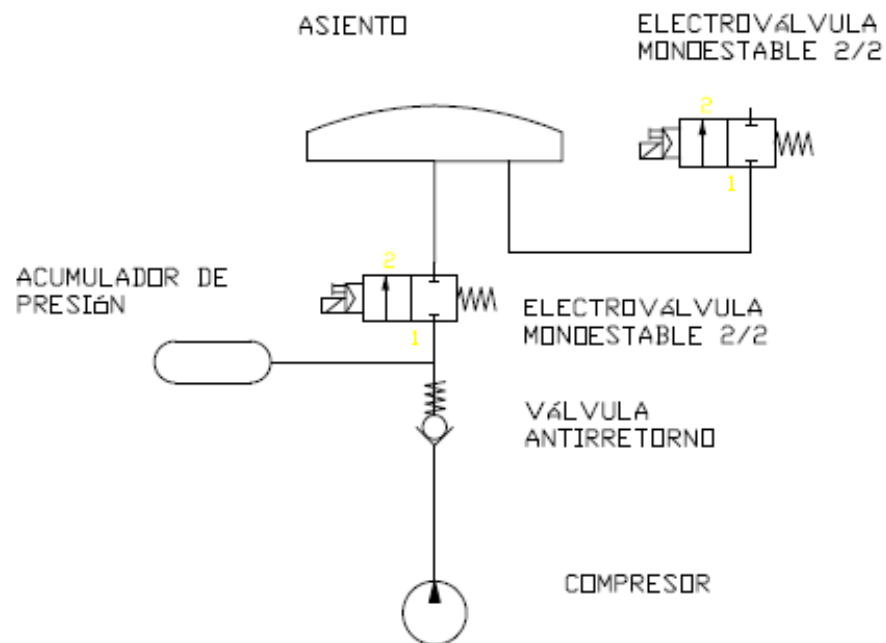 ASIENTO
ELECTROVÁLVULA
MONOESTABLE 2/2
2
1
2
1
ACUMULADOR DE
PRESIóN
ELECTROVÁLVULA
MONOESTABLE 2/2
VÁLVULA
ANTIRRETORNO
COMPRESOR